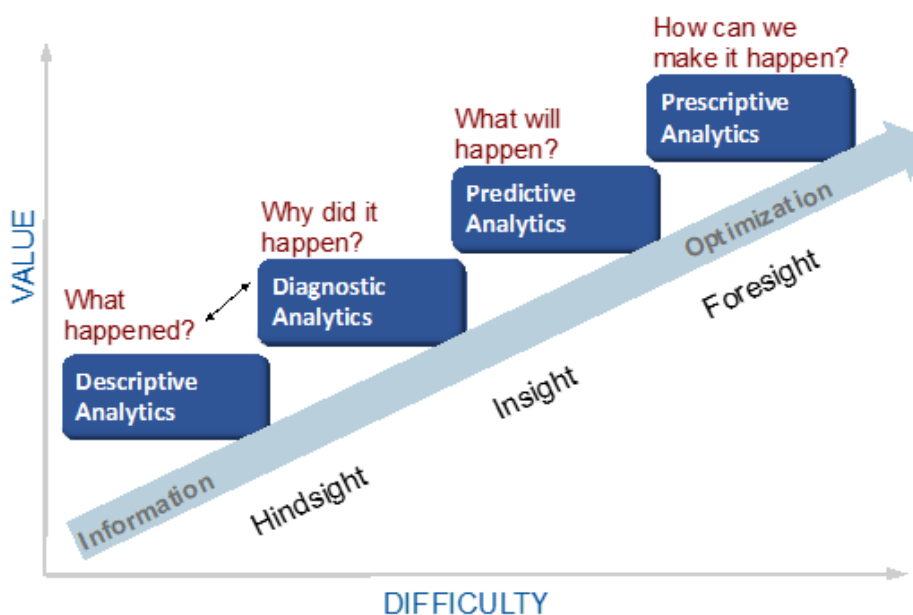 How can we
make it happen?
Prescriptive
Analytics
What will
happen?
Predictive
Analytics
Why did it
happen?
Diagnostic
Analytics
What
happened?
Descriptive
Analytics
VALUE
Information
Optimization
Hindsight
Insight
Foresight
DIFFICULTY